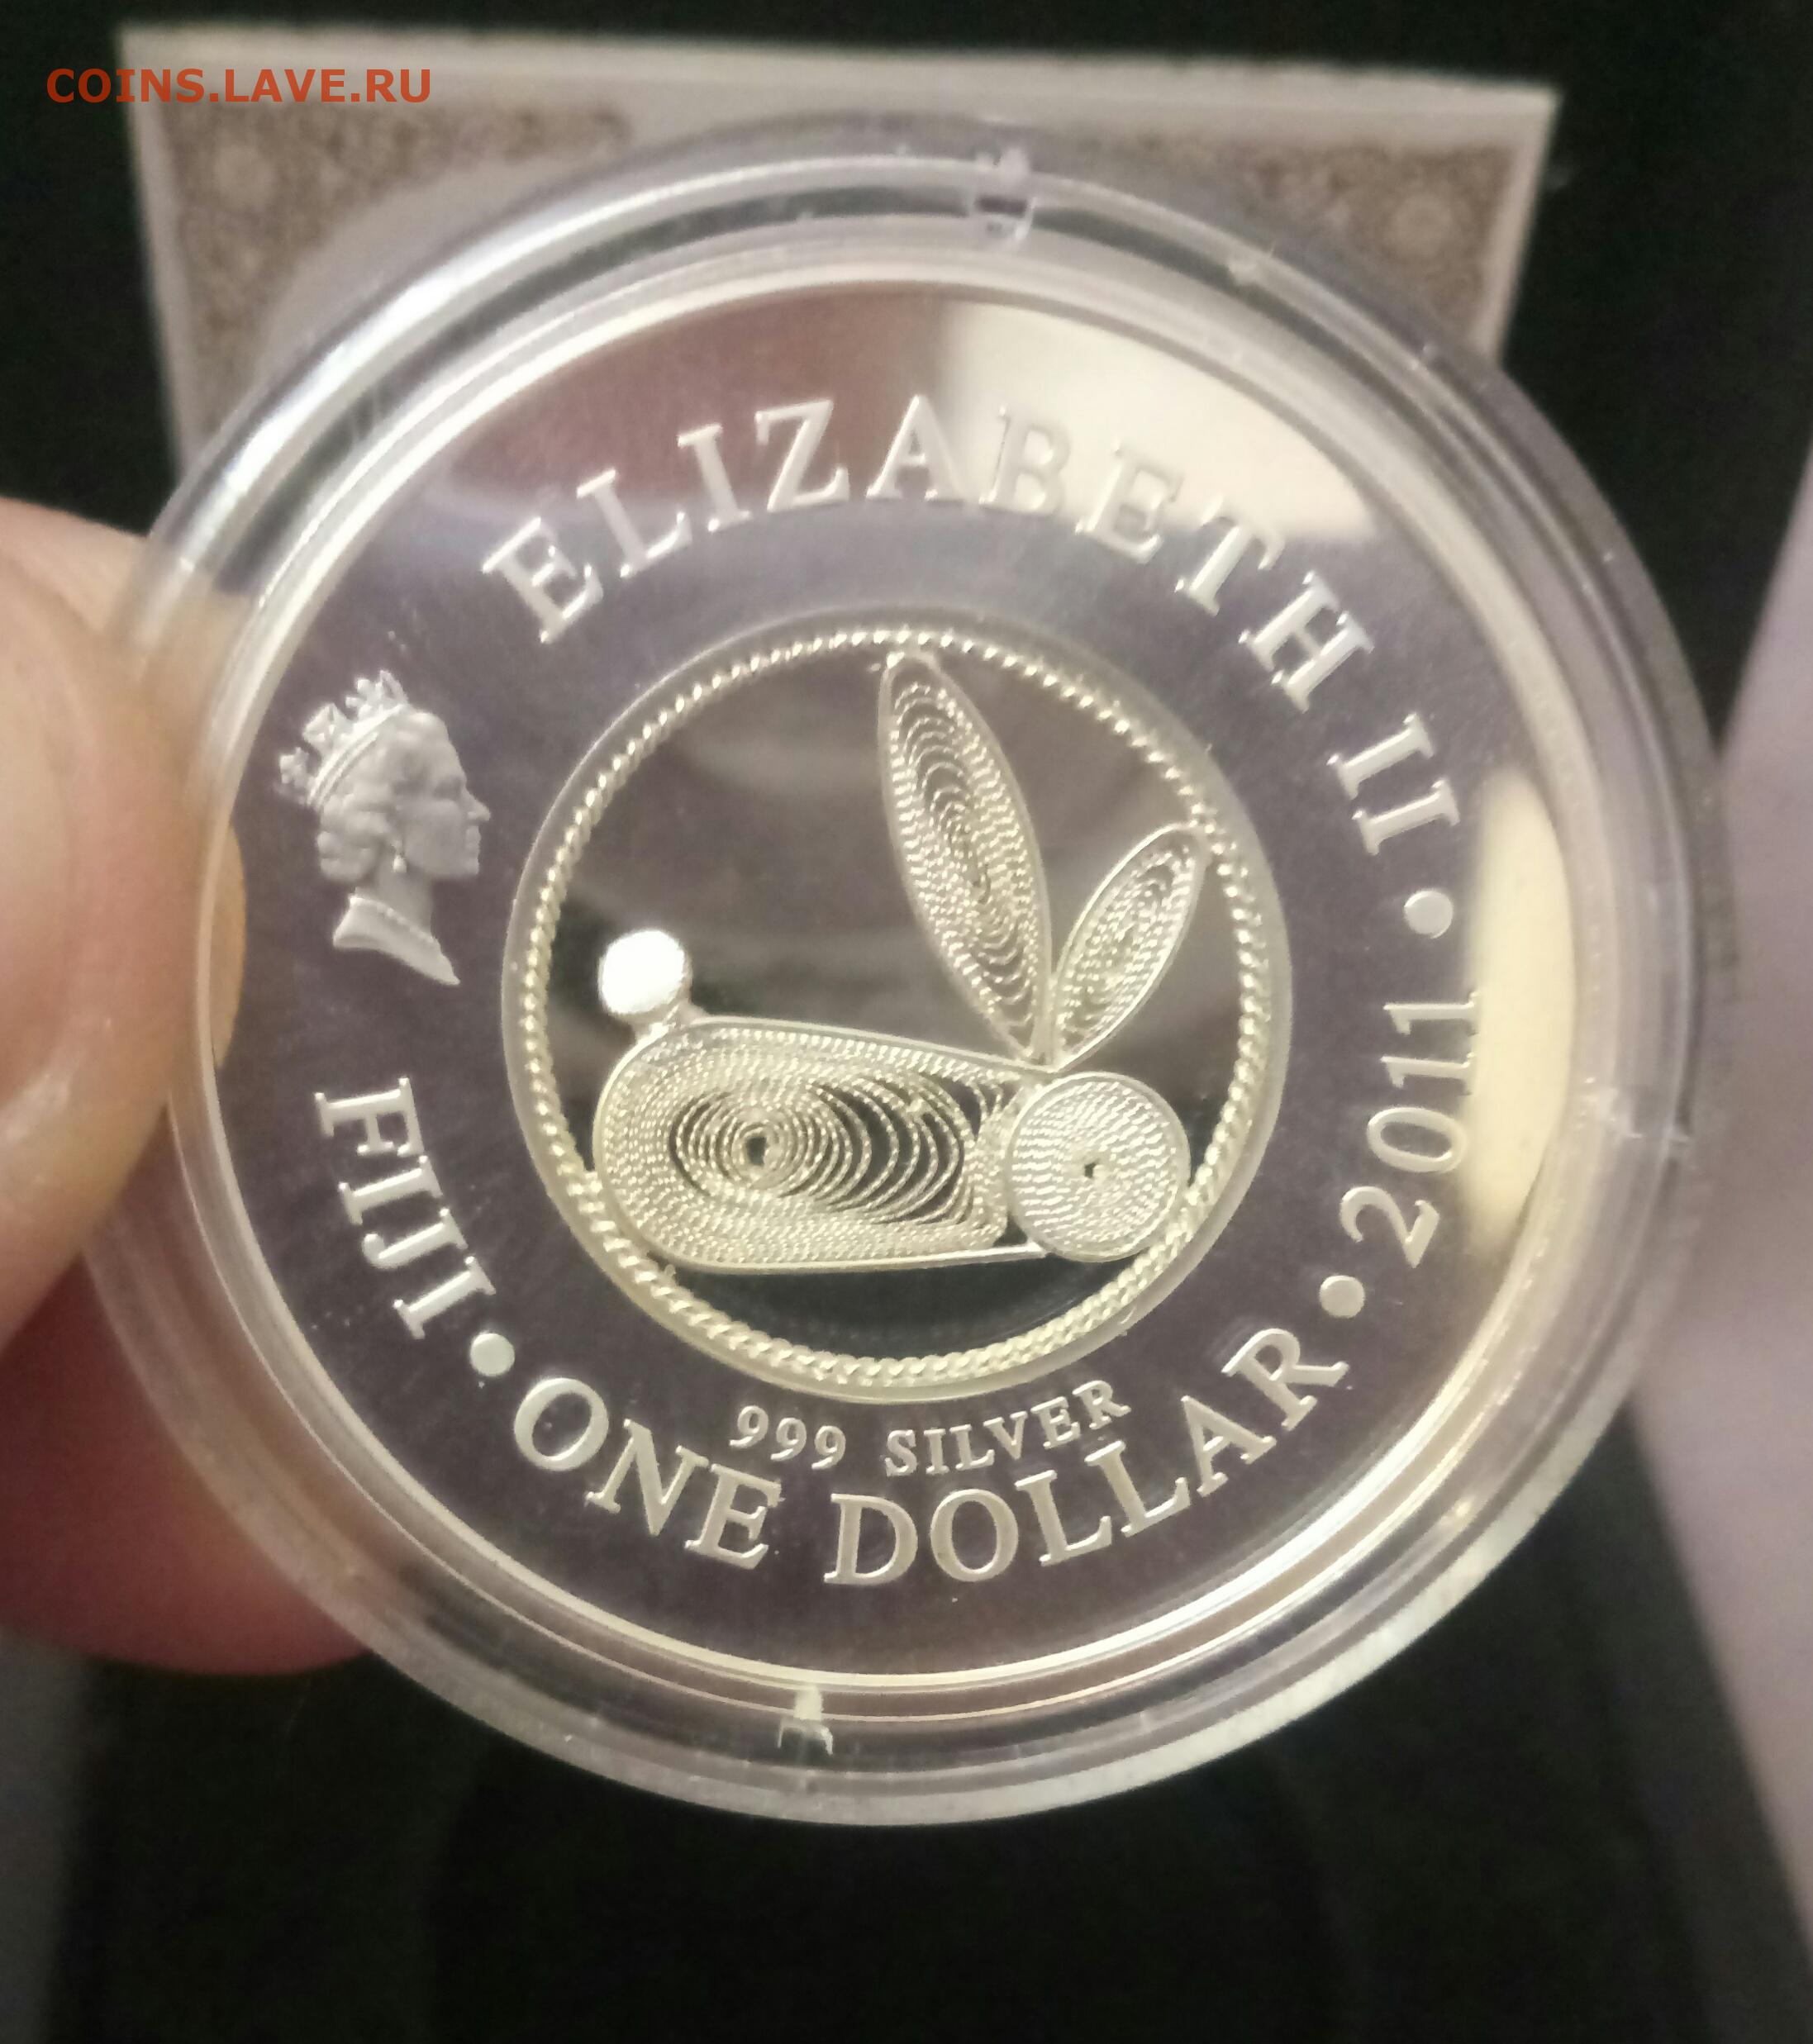 COINS.LAVE.RU
ELIZABETH II • 2011 •
FIJI • ONE DOLLAR
999 SILVER